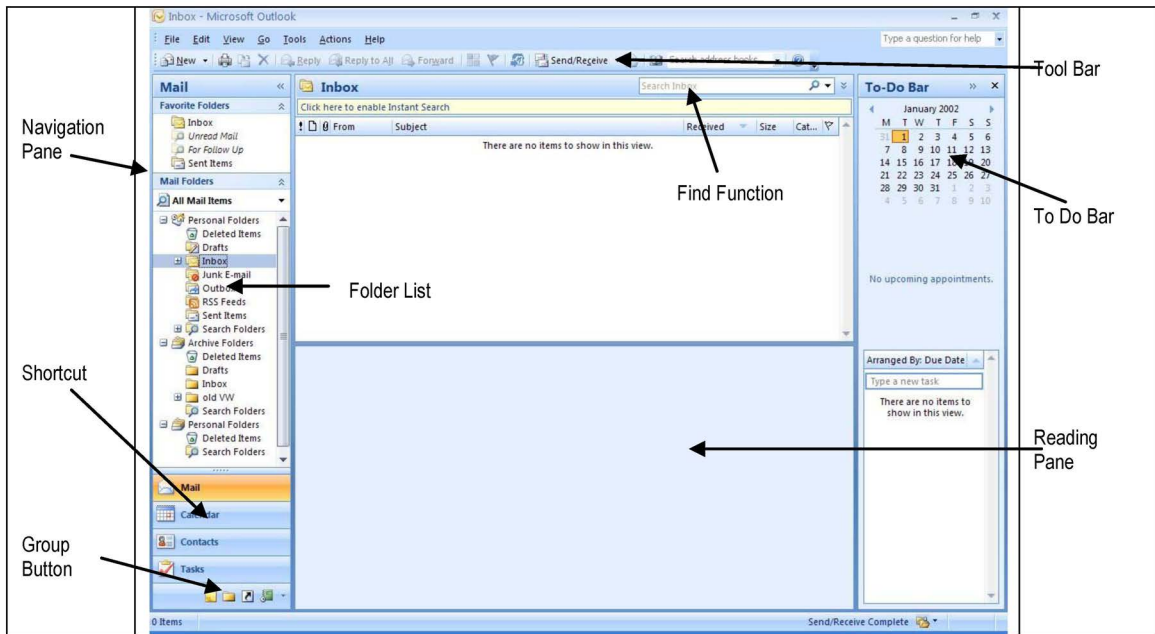 Inbox - Microsoft Outlook
File Edit View Go Tools Actions Help
Type a question for help
New Reply Reply to All Forward Send/Receive Search address books
Tool Bar
Mail
Favorite Folders
Inbox
Unread Mail
For Follow Up
Sent Items
Mail Folders
All Mail Items
Personal Folders
Deleted Items
Drafts
Inbox
Junk E-mail
Outbox
RSS Feeds
Sent Items
Search Folders
Archive Folders
Deleted Items
Drafts
Inbox
old VW
Search Folders
Personal Folders
Deleted Items
Search Folders
Mail
Calendar
Contacts
Tasks
0 Items
Navigation
Pane
Shortcut
Group
Button
Folder List
Inbox
Search Inbox
Click here to enable Instant Search
From Subject Received Size Cat...
There are no items to show in this view.
Find Function
To-Do Bar
January 2002
M T W T F S S
31 1 2 3 4 5 6
7 8 9 10 11 12 13
14 15 16 17 18 19 20
21 22 23 24 25 26 27
28 29 30 31 1 2 3
4 5 6 7 8 9 10
To Do Bar
No upcoming appointments.
Arranged By: Due Date
Type a new task
There are no items to
show in this view.
Reading
Pane
Send/Receive Complete